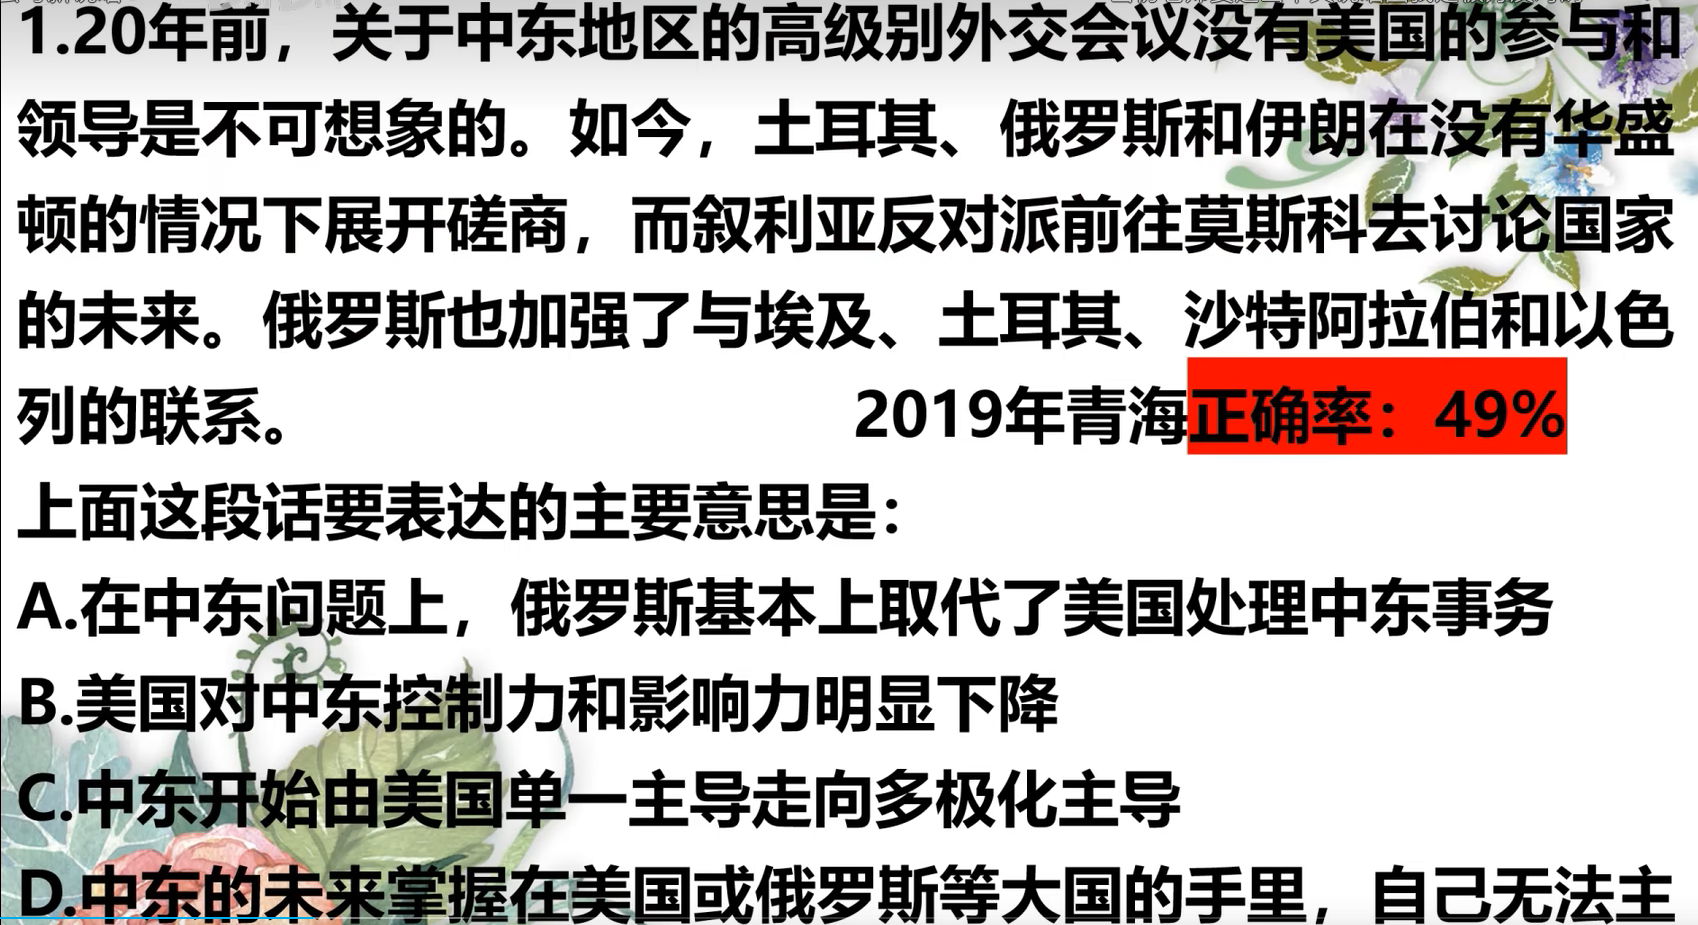 1.20年前，关于中东地区的高级别外交会议没有美国的参与和
领导是不可想象的。如今，土耳其、俄罗斯和伊朗在没有华盛
顿的情况下展开磋商，而叙利亚反对派前往莫斯科去讨论国家
的未来。俄罗斯也加强了与埃及、土耳其、沙特阿拉伯和以色
列的联系。 2019年青海正确率：49%
上面这段话要表达的主要意思是：
A.在中东问题上，俄罗斯基本上取代了美国处理中东事务
B.美国对中东控制力和影响力明显下降
C.中东开始由美国单一主导走向多极化主导
D.中东的未来掌握在美国或俄罗斯等大国的手里，自己无法主